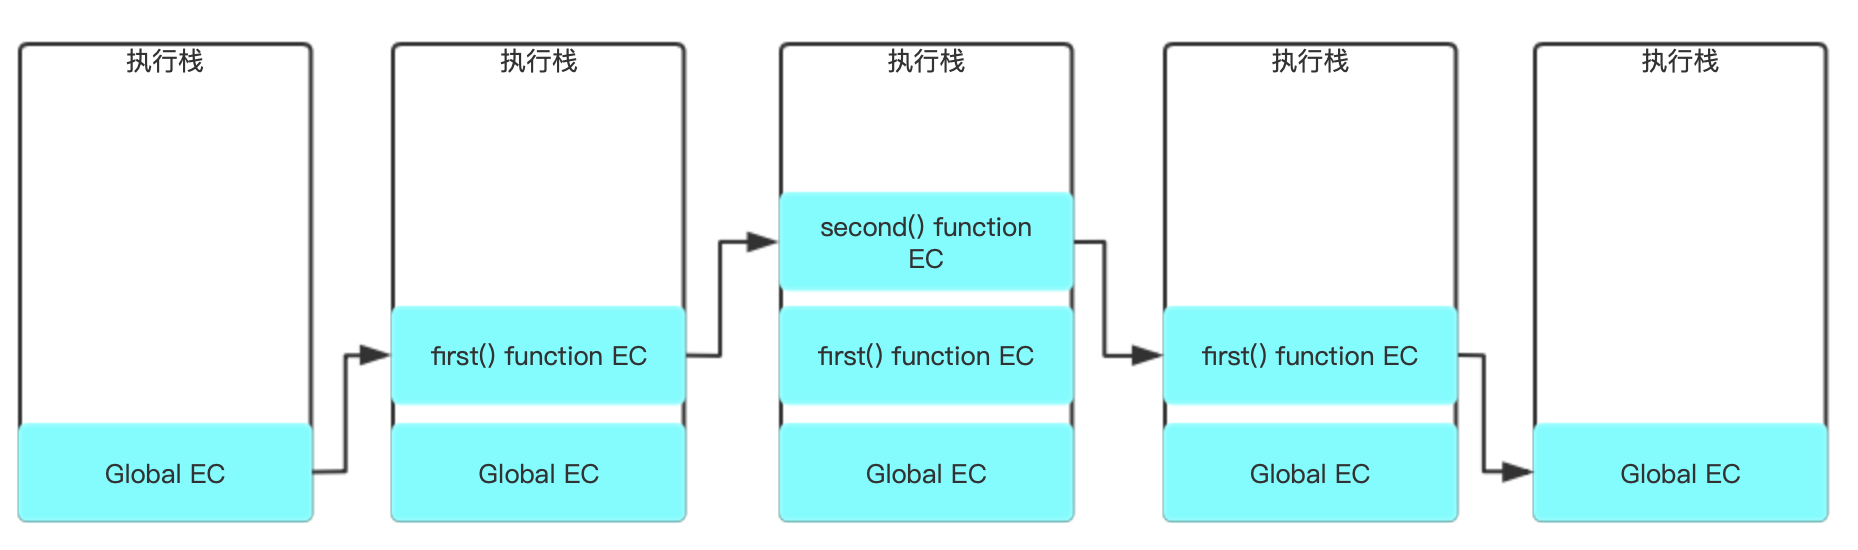 执行栈
Global EC
执行栈
first() function EC
Global EC
执行栈
second() function
EC
first() function EC
Global EC
执行栈
first() function EC
Global EC
执行栈
Global EC